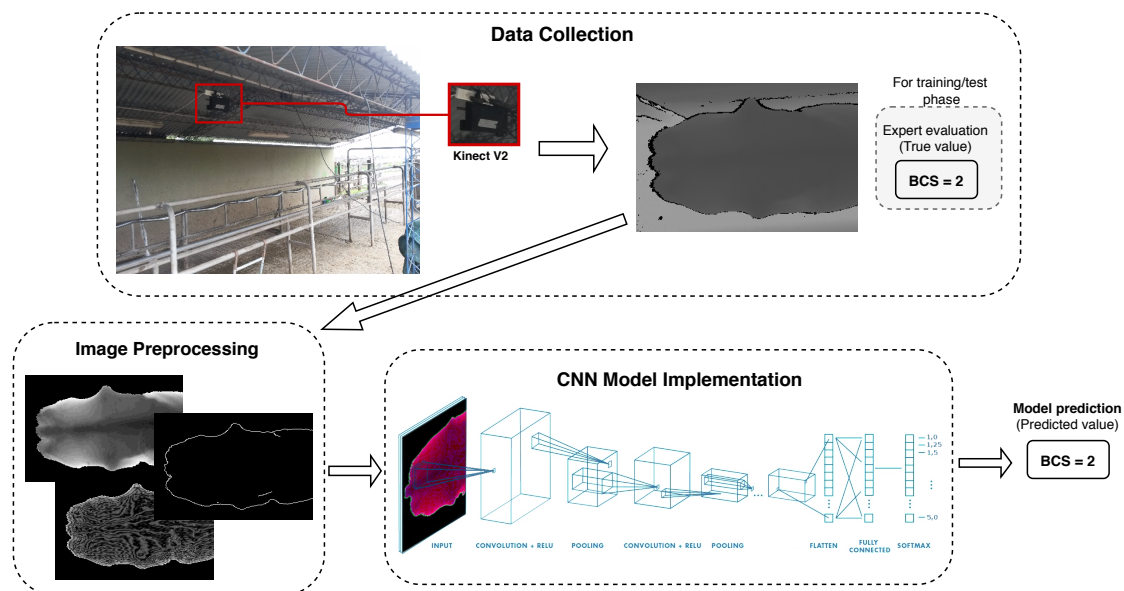 Data Collection
Kinect V2
For training/test
phase
Expert evaluation
(True value)
BCS = 2
Image Preprocessing
CNN Model Implementation
1,0
1,25
1,5
5,0
INPUT
CONVOLUTION + RELU
POOLING
CONVOLUTION + RELU
POOLING
FLATTEN
FULLY
CONNECTED
SOFTMAX
Model prediction
(Predicted value)
BCS = 2